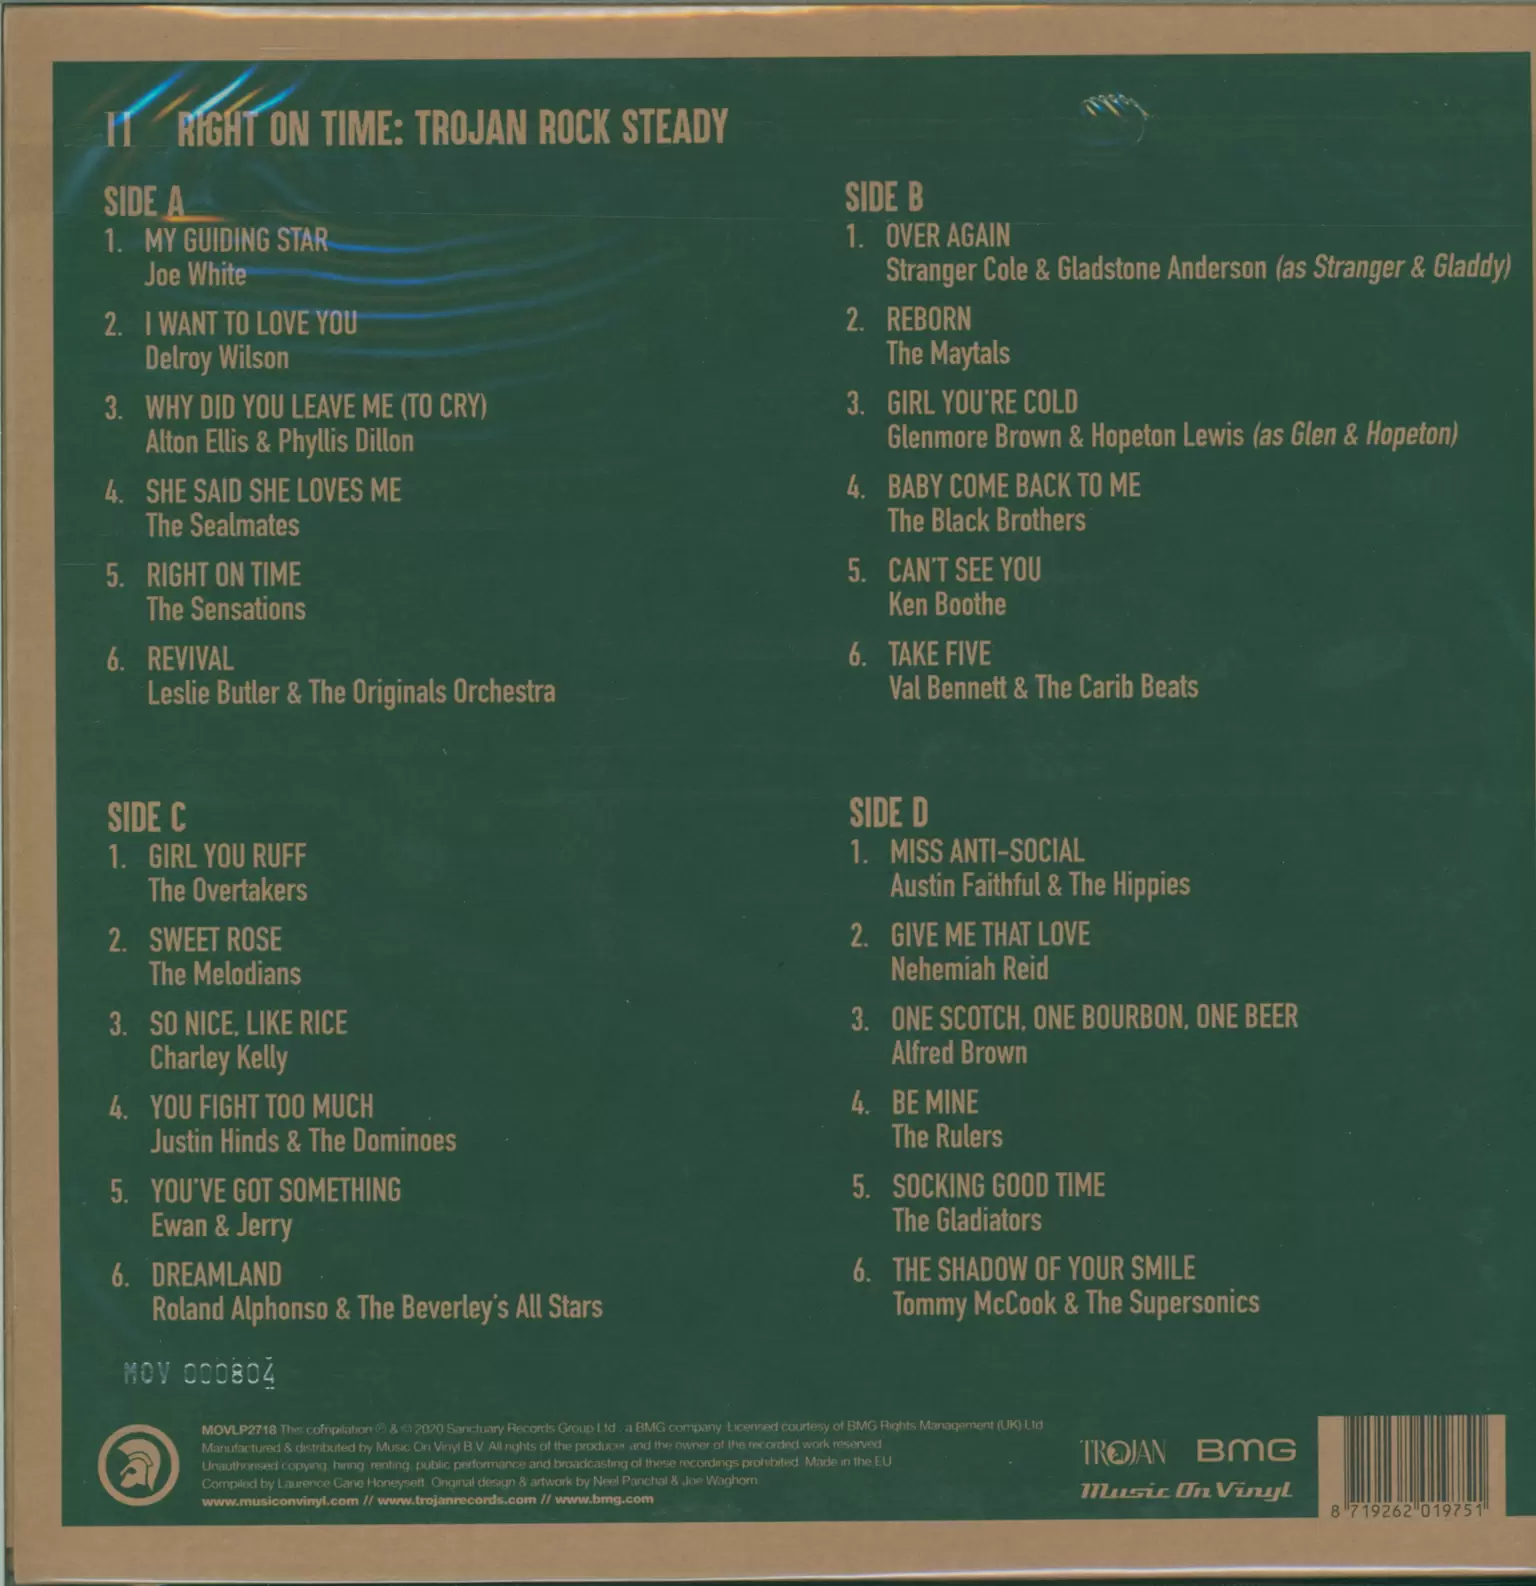 RIGHT ON TIME: TROJAN ROCK STEADY
SIDE A
1. MY GUIDING STAR
Joe White
2. I WANT TO LOVE YOU
Delroy Wilson
3. WHY DID YOU LEAVE ME (TO CRY)
Alton Ellis & Phyllis Dillon
4. SHE SAID SHE LOVES ME
The Sealmates
5. RIGHT ON TIME
The Sensations
6. REVIVAL
Leslie Butler & The Originals Orchestra
SIDE B
1. OVER AGAIN
Stranger Cole & Gladstone Anderson (as Stranger & Gladdy)
2. REBORN
The Maytals
3. GIRL YOU'RE COLD
Glenmore Brown & Hopeton Lewis (as Glen & Hopeton)
4. BABY COME BACK TO ME
The Black Brothers
5. CAN'T SEE YOU
Ken Boothe
6. TAKE FIVE
Val Bennett & The Carib Beats
SIDE C
1. GIRL YOU RUFF
The Overtakers
2. SWEET ROSE
The Melodians
3. SO NICE, LIKE RICE
Charley Kelly
4. YOU FIGHT TOO MUCH
Justin Hinds & The Dominoes
5. YOU'VE GOT SOMETHING
Ewan & Jerry
6. DREAMLAND
Roland Alphonso & The Beverley's All Stars
SIDE D
1. MISS ANTI-SOCIAL
Austin Faithful & The Hippies
2. GIVE ME THAT LOVE
Nehemiah Reid
3. ONE SCOTCH, ONE BOURBON, ONE BEER
Alfred Brown
4. BE MINE
The Rulers
5. SOCKING GOOD TIME
The Gladiators
6. THE SHADOW OF YOUR SMILE
Tommy McCook & The Supersonics
MOV 000804
MOVLP2718 This compilation ℗ & © 2020 Sanctuary Records Group Ltd., a BMG company. Licensed courtesy of BMG Rights Management (UK) Ltd
Manufactured & distributed by Music On Vinyl B.V. All rights of the producer and the owner of the recorded work reserved.
Unauthorised copying, hiring, renting, public performance and broadcasting of these recordings prohibited. Made in the EU
Compiled by Laurence Cane Honeysett. Original design & artwork by Neel Panchal & Joe Waghorn.
www.musiconvinyl.com // www.trojanrecords.com // www.bmg.com
TROJAN BMG
Music On Vinyl
8 719262 019751